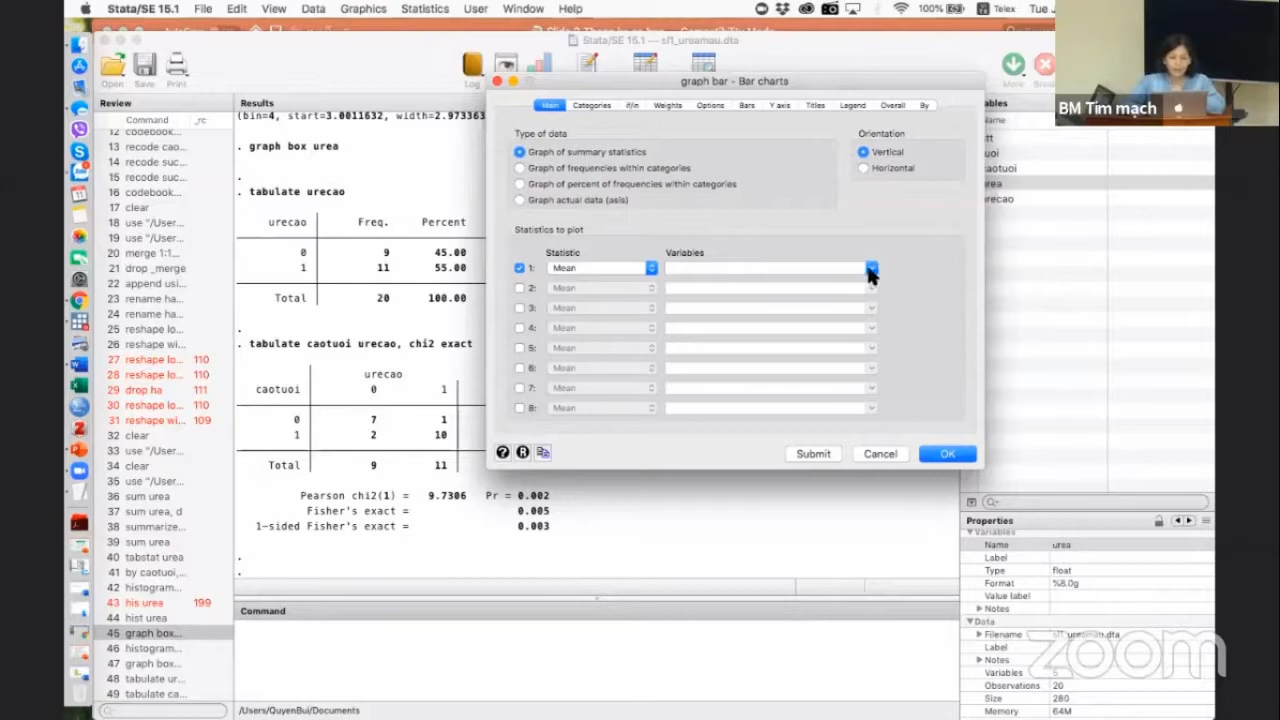 Stata/SE 15.1 File Edit View Data Graphics Statistics User Window Help 100% Telex Tue
Stata/SE 15.1 — sl1_ureamau.dta
Open Save Print Log More Break
BM Tim mach
Review
Command _rc
12 codebook...
13 recode cao...
14 recode suc...
15 recode suc...
16 codebook...
17 clear
18 use "/User...
19 use "/User...
20 merge 1:1...
21 drop _merge
22 append usi...
23 rename ha...
24 rename ha...
25 reshape lo...
26 reshape wi...
27 reshape lo... 110
28 reshape lo... 110
29 drop ha 111
30 reshape lo... 110
31 reshape wi... 109
32 clear
33 use "/User...
34 clear
35 use "/User...
36 sum urea
37 sum urea, d
38 summarize...
39 sum urea
40 tabstat urea
41 by caotuoi,...
42 histogram...
43 his urea 199
44 hist urea
45 graph box...
46 histogram...
47 graph box...
48 tabulate ur...
49 tabulate ca...
Results
(bin=4, start=3.0011632, width=2.973363
. graph box urea
.
. tabulate urecao
urecao Freq. Percent
0 9 45.00
1 11 55.00
Total 20 100.00
.
. tabulate caotuoi urecao, chi2 exact
urecao
caotuoi 0 1
0 7 1
1 2 10
Total 9 11
Pearson chi2(1) = 9.7306 Pr = 0.002
Fisher's exact = 0.005
1-sided Fisher's exact = 0.003
.
.
Command
/Users/QuyenBui/Documents
graph bar - Bar charts
Main Categories if/in Weights Options Bars Y axis Titles Legend Overall By
Type of data
Graph of summary statistics
Graph of frequencies within categories
Graph of percent of frequencies within categories
Graph actual data (asis)
Orientation
Vertical
Horizontal
Statistics to plot
Statistic Variables
1: Mean
2: Mean
3: Mean
4: Mean
5: Mean
6: Mean
7: Mean
8: Mean
? R
Submit Cancel OK
urea
Properties
Variables
Name urea
Label
Type float
Format %8.0g
Value label
Notes
Data
Filename sl1_ureamau.dta
Label
Notes
Variables 5
Observations 20
Size 280
Memory 64M
zoom